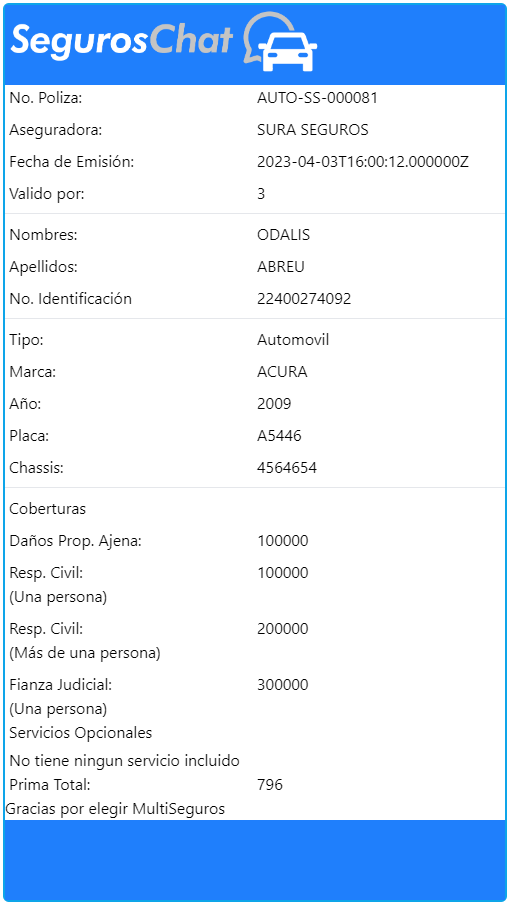 SegurosChat
No. Poliza: AUTO-SS-000081
Aseguradora: SURA SEGUROS
Fecha de Emisión: 2023-04-03T16:00:12.000000Z
Valido por: 3
Nombres: ODALIS
Apellidos: ABREU
No. Identificación 22400274092
Tipo: Automovil
Marca: ACURA
Año: 2009
Placa: A5446
Chassis: 4564654
Coberturas
Daños Prop. Ajena: 100000
Resp. Civil: 100000
(Una persona)
Resp. Civil: 200000
(Más de una persona)
Fianza Judicial: 300000
(Una persona)
Servicios Opcionales
No tiene ningun servicio incluido
Prima Total: 796
Gracias por elegir MultiSeguros